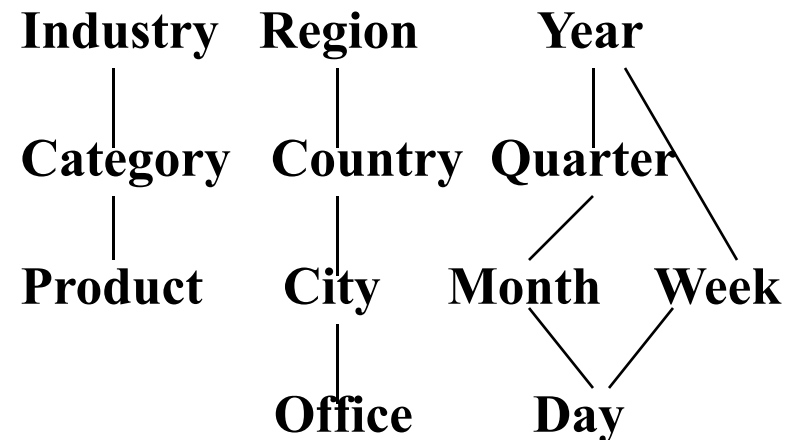 Industry Region Year
Category Country Quarter
Product City Month Week
Office Day